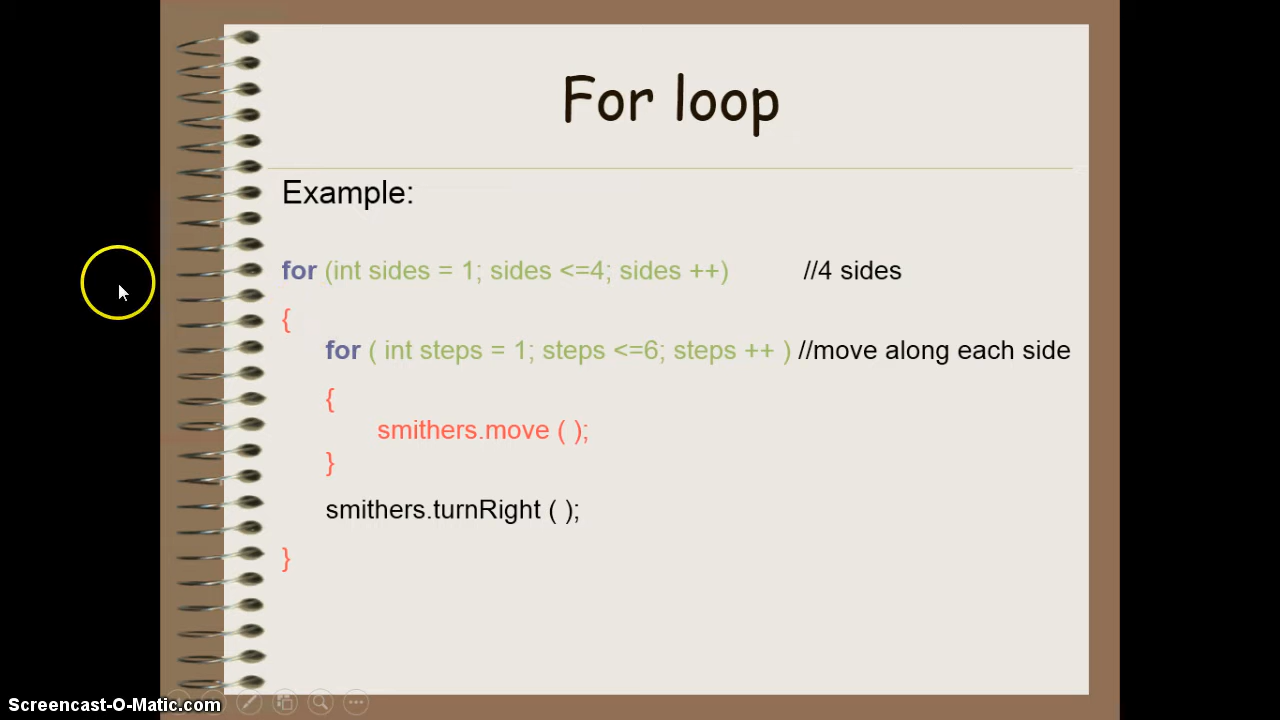 For loop
Example:
for (int sides = 1; sides <=4; sides ++) //4 sides
{
for ( int steps = 1; steps <=6; steps ++ ) //move along each side
{
smithers.move ( );
}
smithers.turnRight ( );
}
Screencast-O-Matic.com